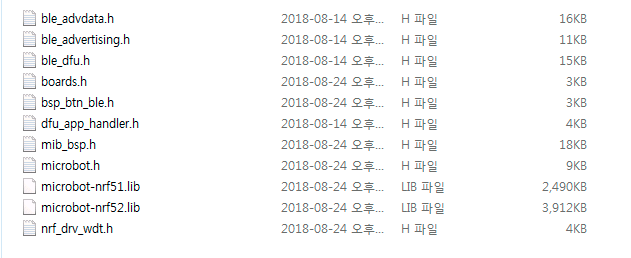 ble_advdata.h 2018-08-14 오후... H 파일 16KB
ble_advertising.h 2018-08-14 오후... H 파일 11KB
ble_dfu.h 2018-08-14 오후... H 파일 15KB
boards.h 2018-08-24 오후... H 파일 3KB
bsp_btn_ble.h 2018-08-24 오후... H 파일 3KB
dfu_app_handler.h 2018-08-14 오후... H 파일 4KB
mib_bsp.h 2018-08-24 오후... H 파일 18KB
microbot.h 2018-08-24 오후... H 파일 9KB
microbot-nrf51.lib 2018-08-24 오후... LIB 파일 2,490KB
microbot-nrf52.lib 2018-08-24 오후... LIB 파일 3,912KB
nrf_drv_wdt.h 2018-08-24 오후... H 파일 4KB